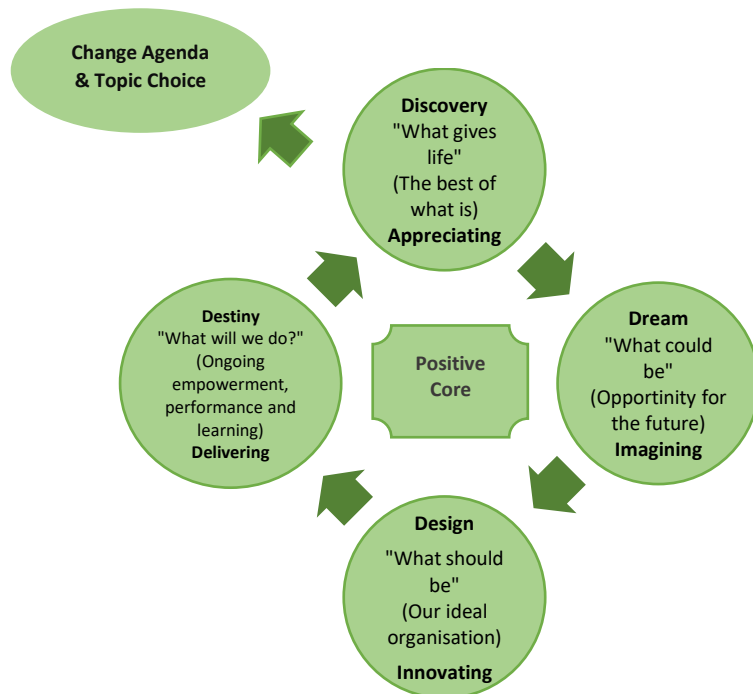 Change Agenda
& Topic Choice
Discovery
"What gives
life"
(The best of
what is)
Appreciating
Dream
"What could
be"
(Opportinity for
the future)
Imagining
Design
"What should
be"
(Our ideal
organisation)
Innovating
Destiny
"What will we do?"
(Ongoing
empowerment,
performance and
learning)
Delivering
Positive
Core